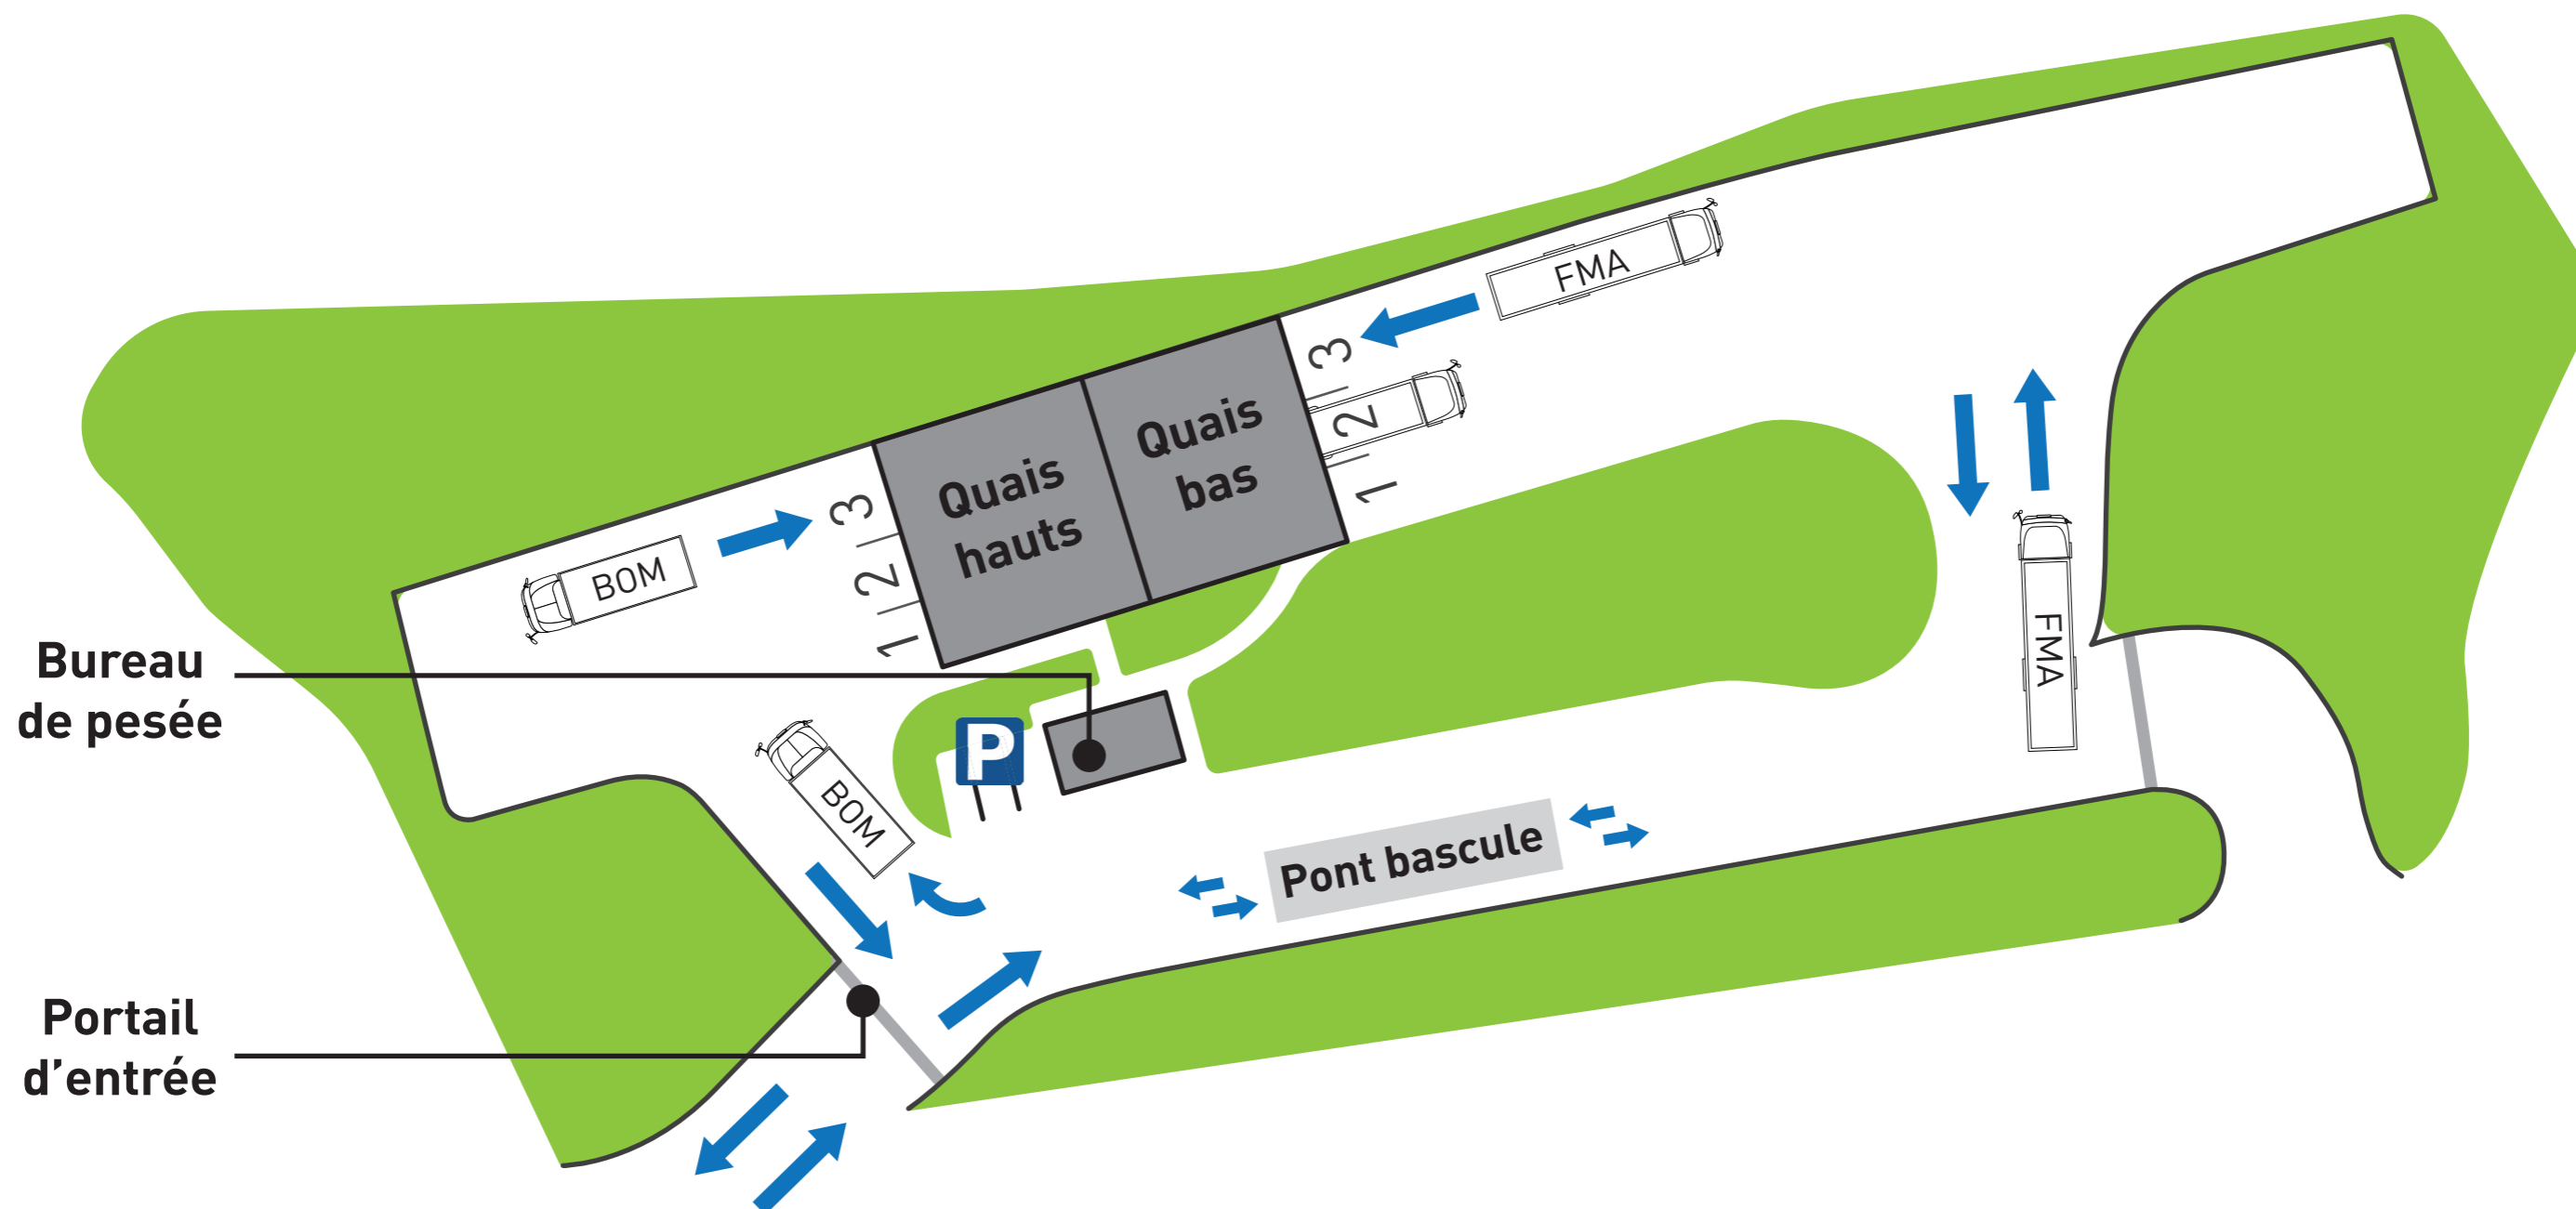 FMA
3
2
1
Quais
bas
Quais
hauts
3
2
1
BOM
FMA
Bureau
de pesée
P
BOM
Pont bascule
Portail
d’entrée